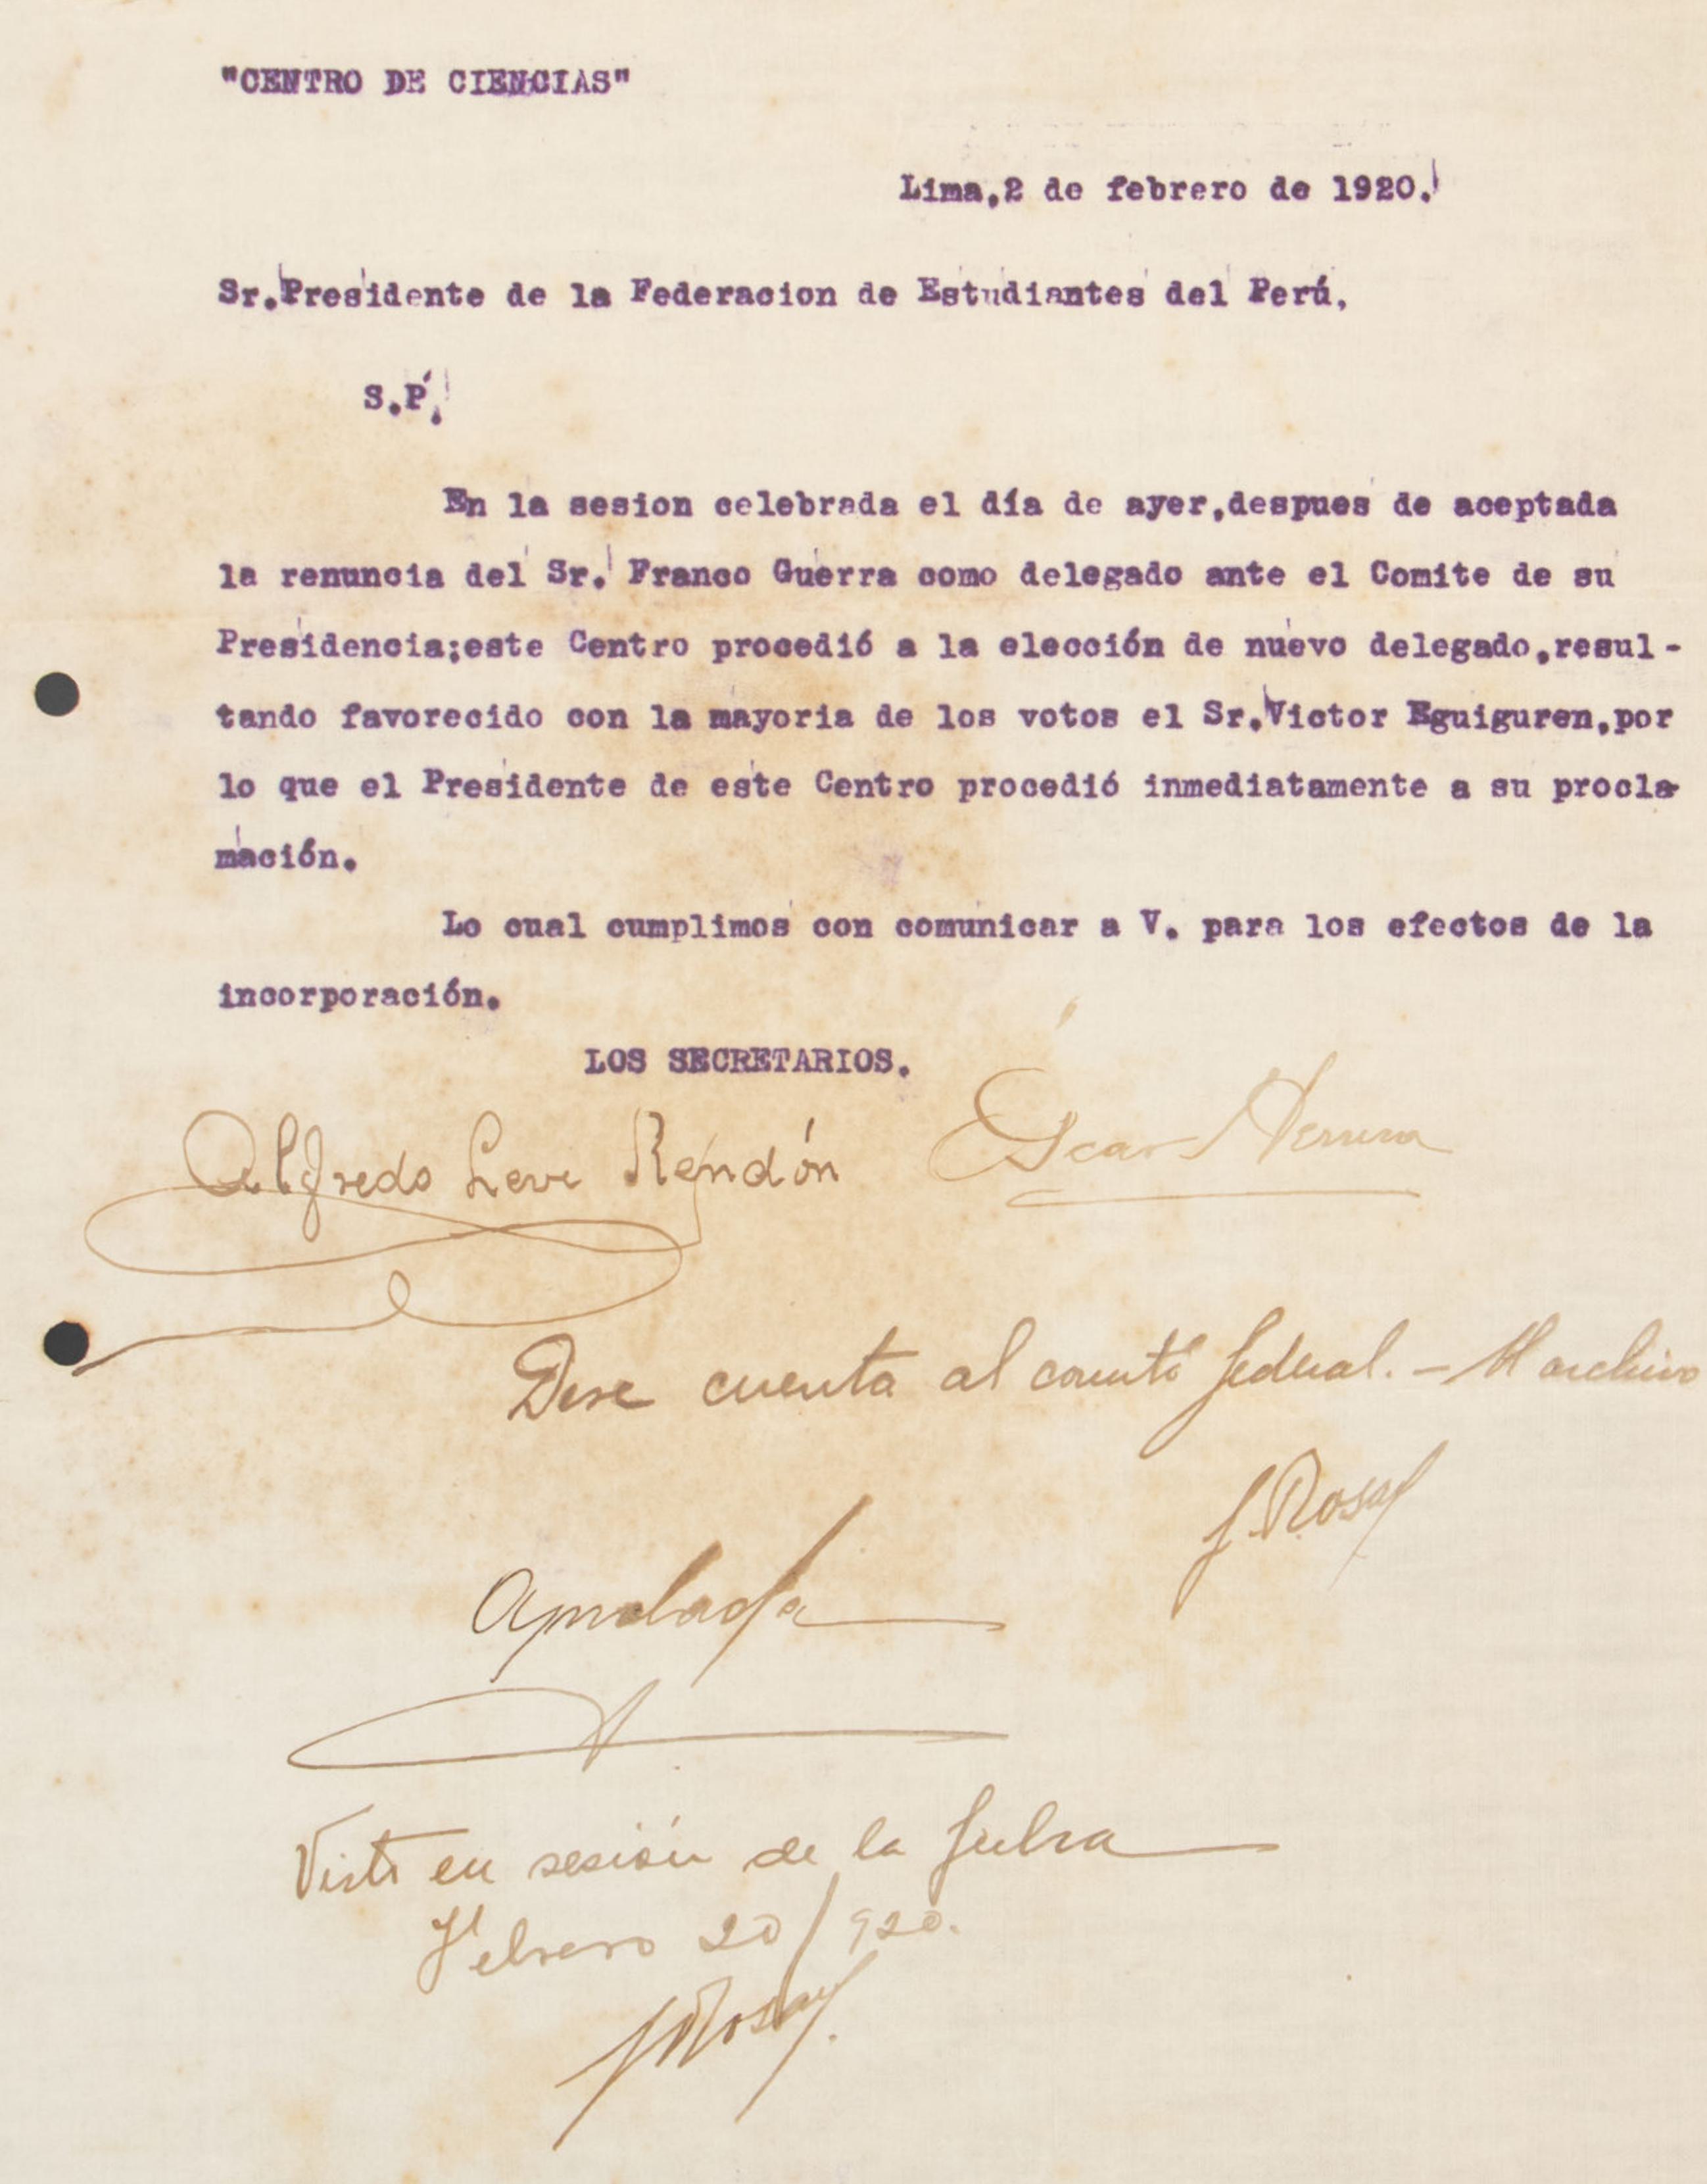 "CENTRO DE CIENCIAS"
Lima,2 de febrero de 1920.
Sr.Presidente de la Federacion de Estudiantes del Perú,
S.P.
En la sesion celebrada el día de ayer,despues de aceptada
la renuncia del Sr. Franco Guerra como delegado ante el Comite de su
Presidencia;este Centro procedió a la elección de nuevo delegado,resul-
tando favorecido con la mayoria de los votos el Sr.Victor Eguiguren,por
lo que el Presidente de este Centro procedió inmediatamente a su procla-
mación.
Lo cual cumplimos con comunicar a V. para los efectos de la
incorporación.
LOS SECRETARIOS.
Alfredo Leve Rendón Óscar Herrera
Dese cuenta al comité federal. - Al archivo
Aprobada
Visto en sesión de la fecha
Febrero 20/920.